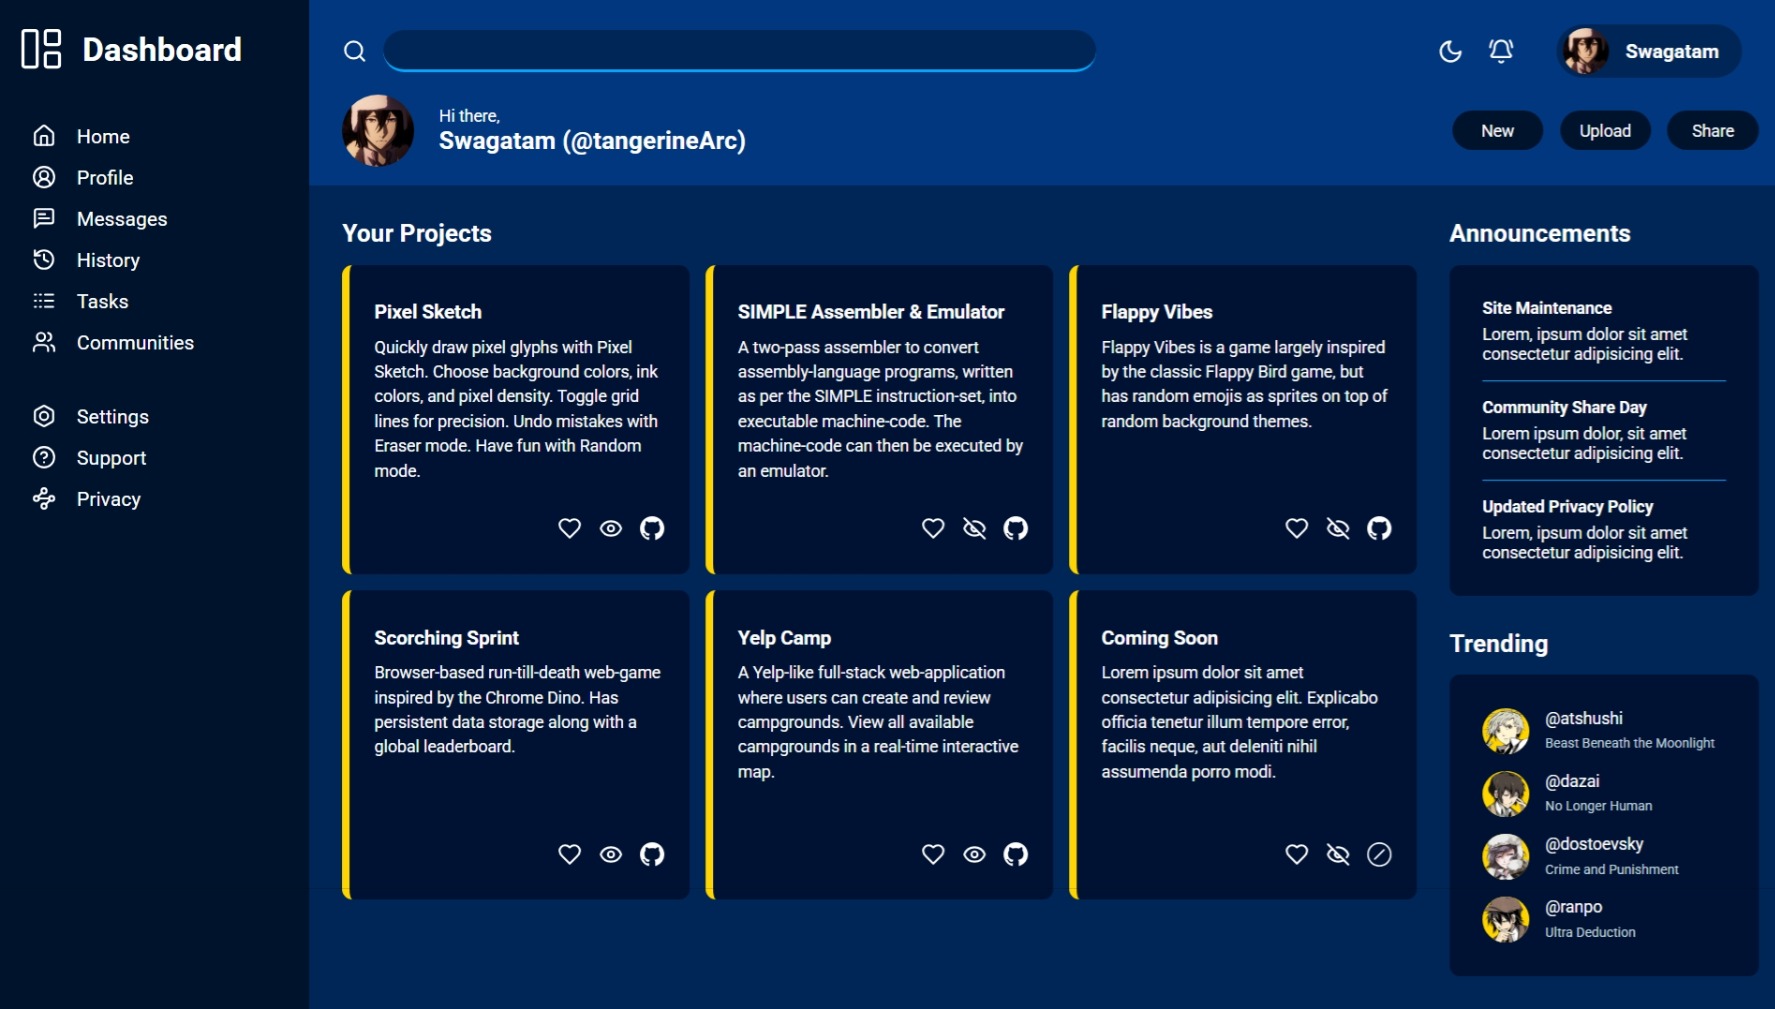 Dashboard
Home
Profile
Messages
History
Tasks
Communities
Settings
Support
Privacy
Swagatam
Hi there,
Swagatam (@tangerineArc)
New
Upload
Share
Your Projects
Pixel Sketch
Quickly draw pixel glyphs with Pixel
Sketch. Choose background colors, ink
colors, and pixel density. Toggle grid
lines for precision. Undo mistakes with
Eraser mode. Have fun with Random
mode.
SIMPLE Assembler & Emulator
A two-pass assembler to convert
assembly-language programs, written
as per the SIMPLE instruction-set, into
executable machine-code. The
machine-code can then be executed by
an emulator.
Flappy Vibes
Flappy Vibes is a game largely inspired
by the classic Flappy Bird game, but
has random emojis as sprites on top of
random background themes.
Scorching Sprint
Browser-based run-till-death web-game
inspired by the Chrome Dino. Has
persistent data storage along with a
global leaderboard.
Yelp Camp
A Yelp-like full-stack web-application
where users can create and review
campgrounds. View all available
campgrounds in a real-time interactive
map.
Coming Soon
Lorem ipsum dolor sit amet
consectetur adipisicing elit. Explicabo
officia tenetur illum tempore error,
facilis neque, aut deleniti nihil
assumenda porro modi.
Announcements
Site Maintenance
Lorem, ipsum dolor sit amet
consectetur adipisicing elit.
Community Share Day
Lorem ipsum dolor, sit amet
consectetur adipisicing elit.
Updated Privacy Policy
Lorem, ipsum dolor sit amet
consectetur adipisicing elit.
Trending
@atshushi
Beast Beneath the Moonlight
@dazai
No Longer Human
@dostoevsky
Crime and Punishment
@ranpo
Ultra Deduction